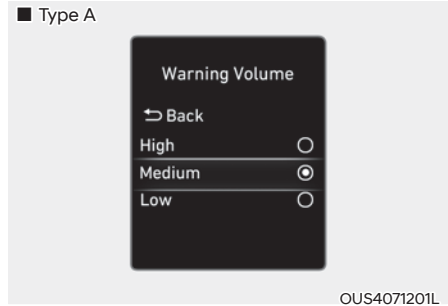 ■ Type A
Warning Volume
⮌ Back
High
Medium
Low
OUS4071201L